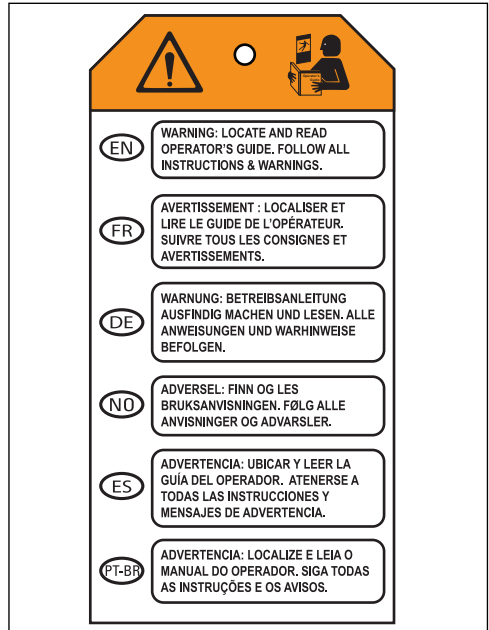 Operator's
Guide
EN
WARNING: LOCATE AND READ
OPERATOR'S GUIDE. FOLLOW ALL
INSTRUCTIONS & WARNINGS.
FR
AVERTISSEMENT : LOCALISER ET
LIRE LE GUIDE DE L'OPÉRATEUR.
SUIVRE TOUS LES CONSIGNES ET
AVERTISSEMENTS.
DE
WARNUNG: BETREIBSANLEITUNG
AUSFINDIG MACHEN UND LESEN. ALLE
ANWEISUNGEN UND WARHINWEISE
BEFOLGEN.
NO
ADVERSEL: FINN OG LES
BRUKSANVISNINGEN. FØLG ALLE
ANVISNINGER OG ADVARSLER.
ES
ADVERTENCIA: UBICAR Y LEER LA
GUÍA DEL OPERADOR. ATENERSE A
TODAS LAS INSTRUCCIONES Y
MENSAJES DE ADVERTENCIA.
PT-BR
ADVERTENCIA: LOCALIZE E LEIA O
MANUAL DO OPERADOR. SIGA TODAS
AS INSTRUÇÕES E OS AVISOS.